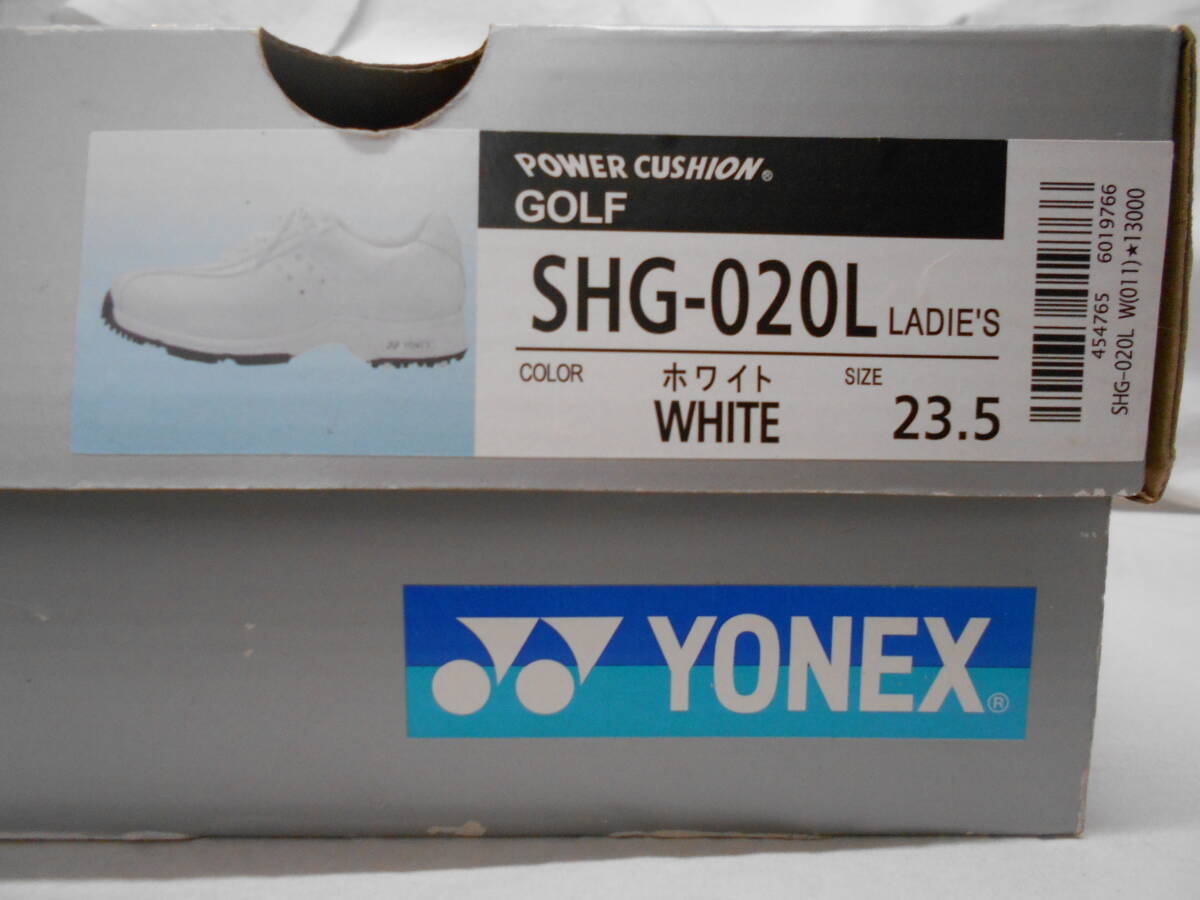 POWER CUSHION®
GOLF
SHG-020L LADIE'S
COLOR
ホワイト
WHITE
SIZE
23.5
454765 6019766
SHG-020L W(011)★13000
YONEX
YONEX®